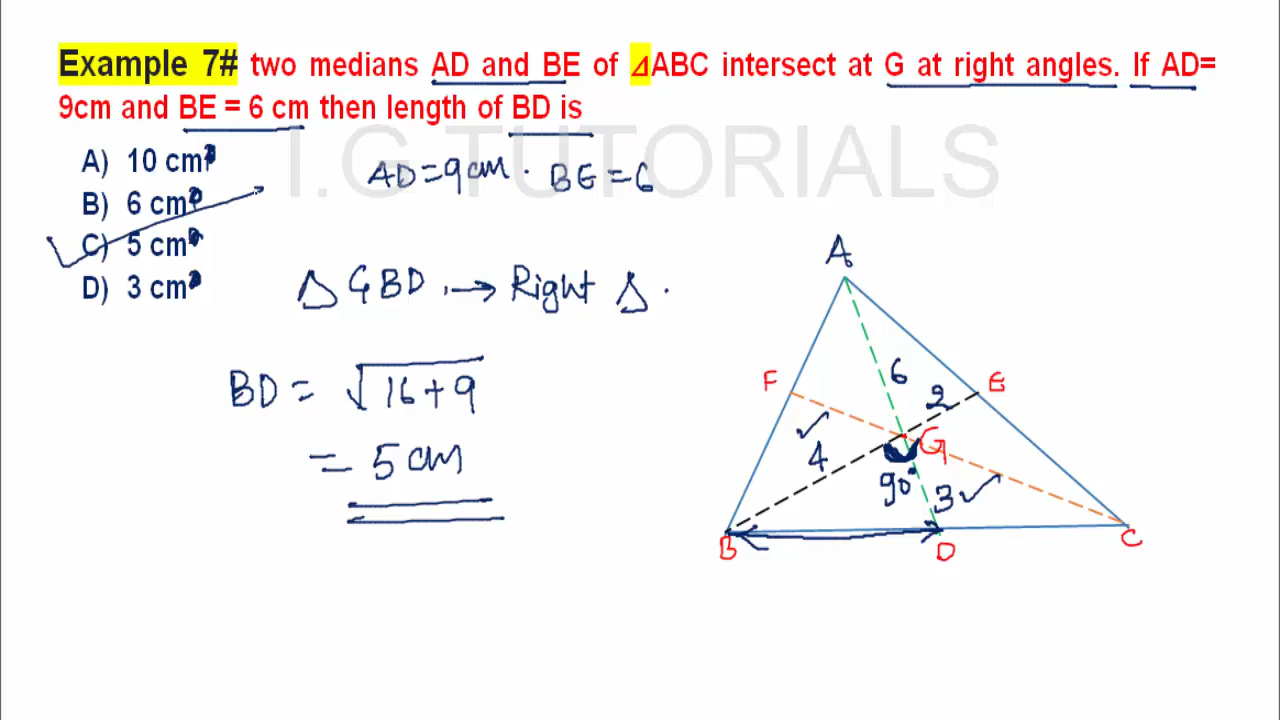 Example 7# two medians AD and BE of ⊿ABC intersect at G at right angles. If AD=
9cm and BE = 6 cm then length of BD is
I.G TUTORIALS
A) 10 cm
AD=9cm. BE=6
B) 6 cm
C) 5 cm
D) 3 cm
Δ GBD → Right Δ.
BD = √16+9
= 5 cm
A
F
6
2
E
4
G
90°
3
B
D
C